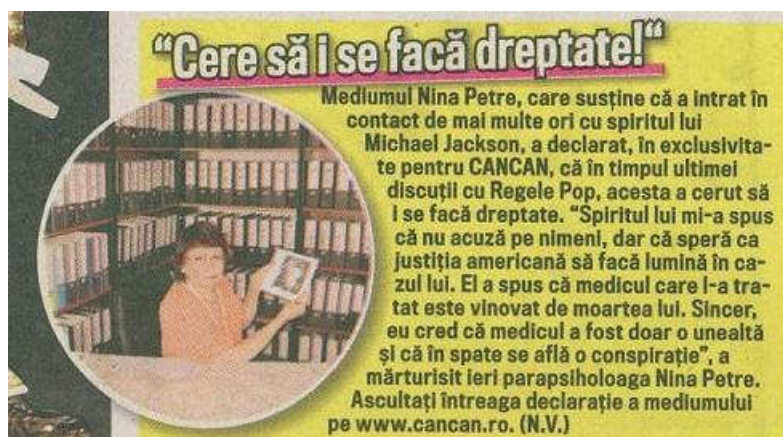 “Cere să i se facă dreptate!“
Mediumul Nina Petre, care susține că a intrat în
contact de mai multe ori cu spiritul lui
Michael Jackson, a declarat, în exclusivita-
te pentru CANCAN, că în timpul ultimei
discuții cu Regele Pop, acesta a cerut să
i se facă dreptate. “Spiritul lui mi-a spus
că nu acuză pe nimeni, dar că speră ca
justiția americană să facă lumină în ca-
zul lui. El a spus că medicul care l-a tra-
tat este vinovat de moartea lui. Sincer,
eu cred că medicul a fost doar o unealtă
și că în spate se află o conspirație”, a
mărturisit ieri parapsiholoaga Nina Petre.
Ascultați întreaga declarație a mediumului
pe www.cancan.ro. (N.V.)